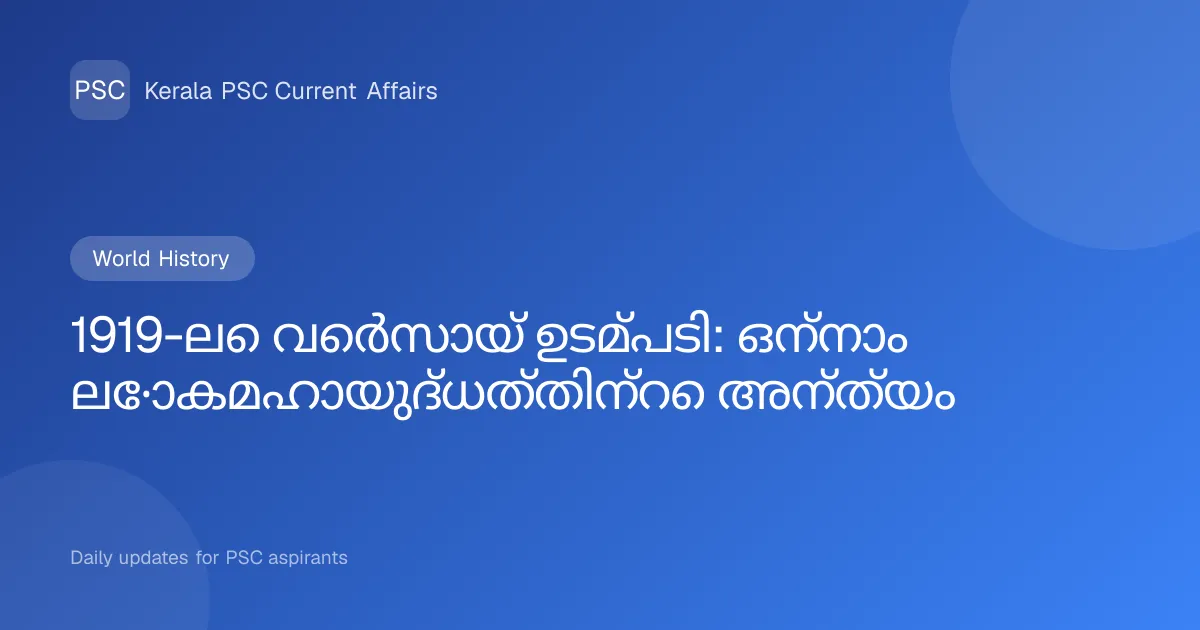 PSC
Kerala PSC Current Affairs
World History
1919-ലെ വെർസായ് ഉടമ്പടി: ഒന്നാം
ലോകമഹായുദ്ധത്തിന്റെ അന്ത്യം
Daily updates for PSC aspirants